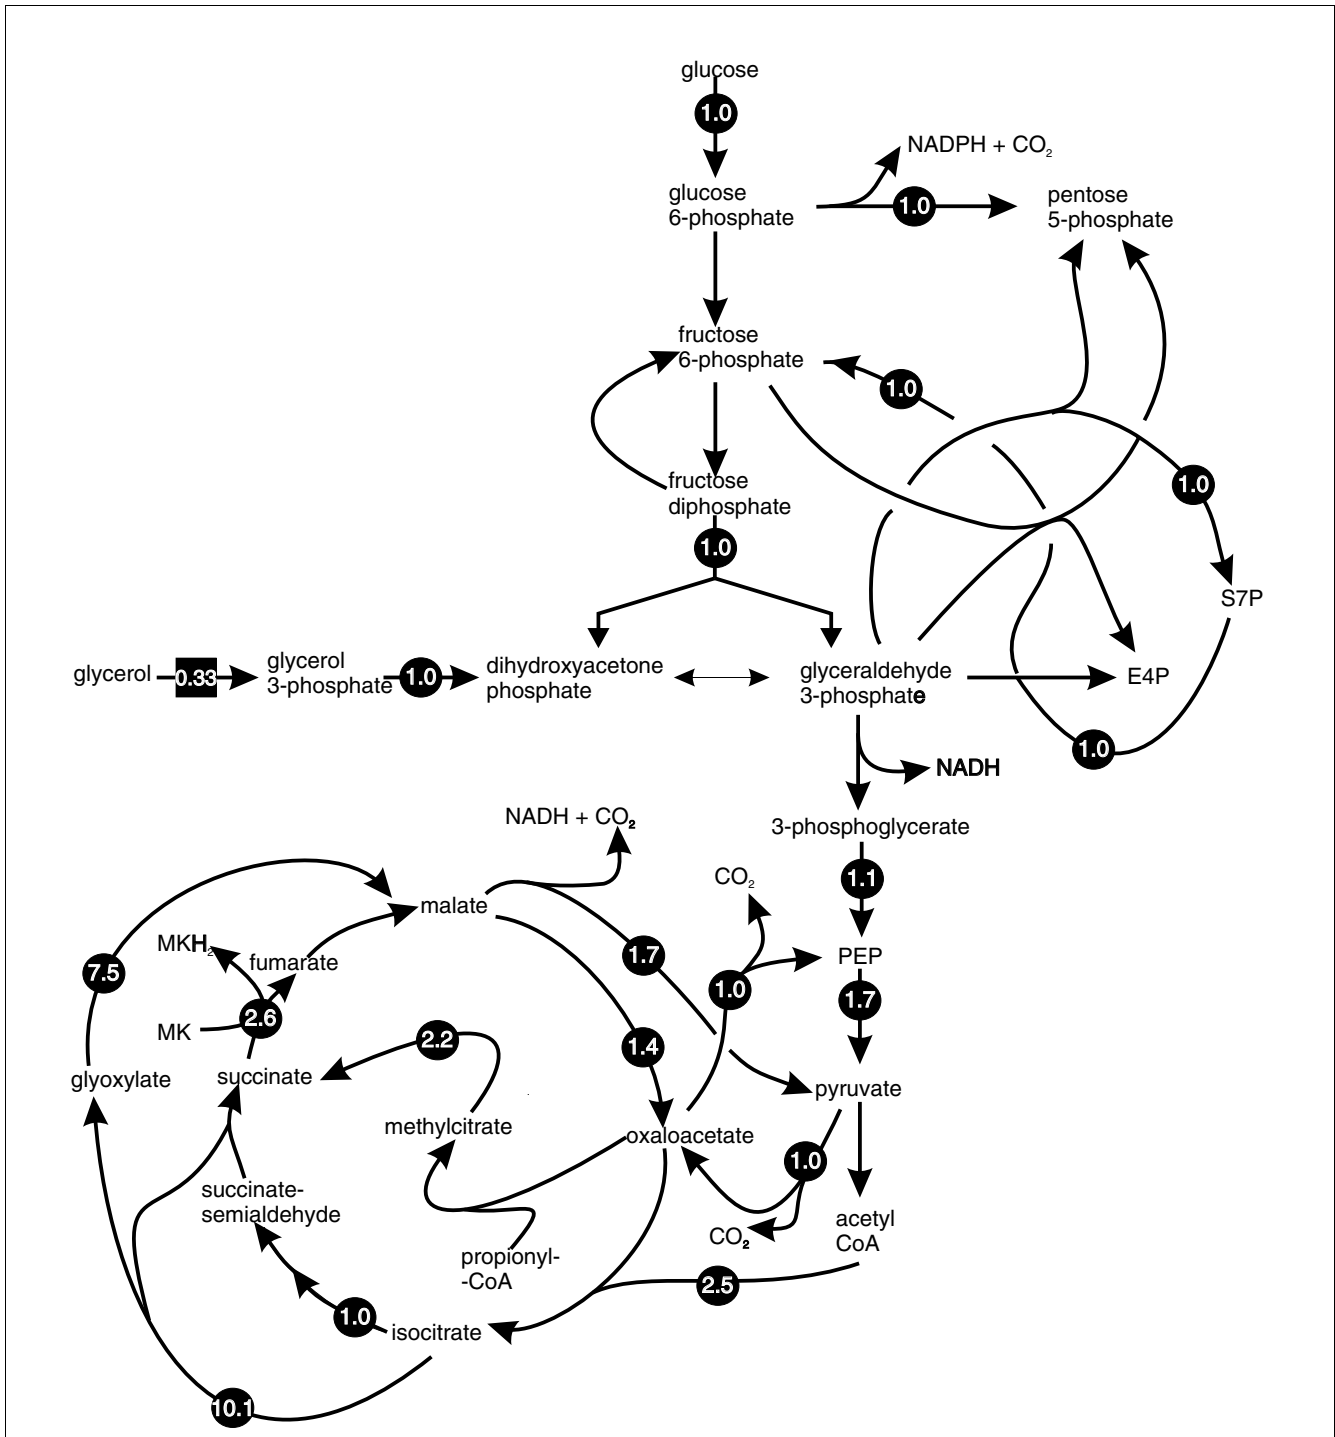 glucose
1.0
NADPH + CO₂
glucose
6-phosphate
1.0
pentose
5-phosphate
fructose
6-phosphate
1.0
fructose
diphosphate
1.0
1.0
S7P
glycerol
0.33
glycerol
3-phosphate
1.0
dihydroxyacetone
phosphate
glyceraldehyde
3-phosphate
E4P
1.0
NADH
NADH + CO₂
3-phosphoglycerate
CO₂
1.1
malate
MKH₂
fumarate
1.7
PEP
7.5
1.0
1.7
MK
2.6
2.2
1.4
glyoxylate
succinate
pyruvate
methylcitrate
oxaloacetate
1.0
succinate-
semialdehyde
CO₂
acetyl
CoA
propionyl-
-CoA
2.5
1.0
isocitrate
10.1